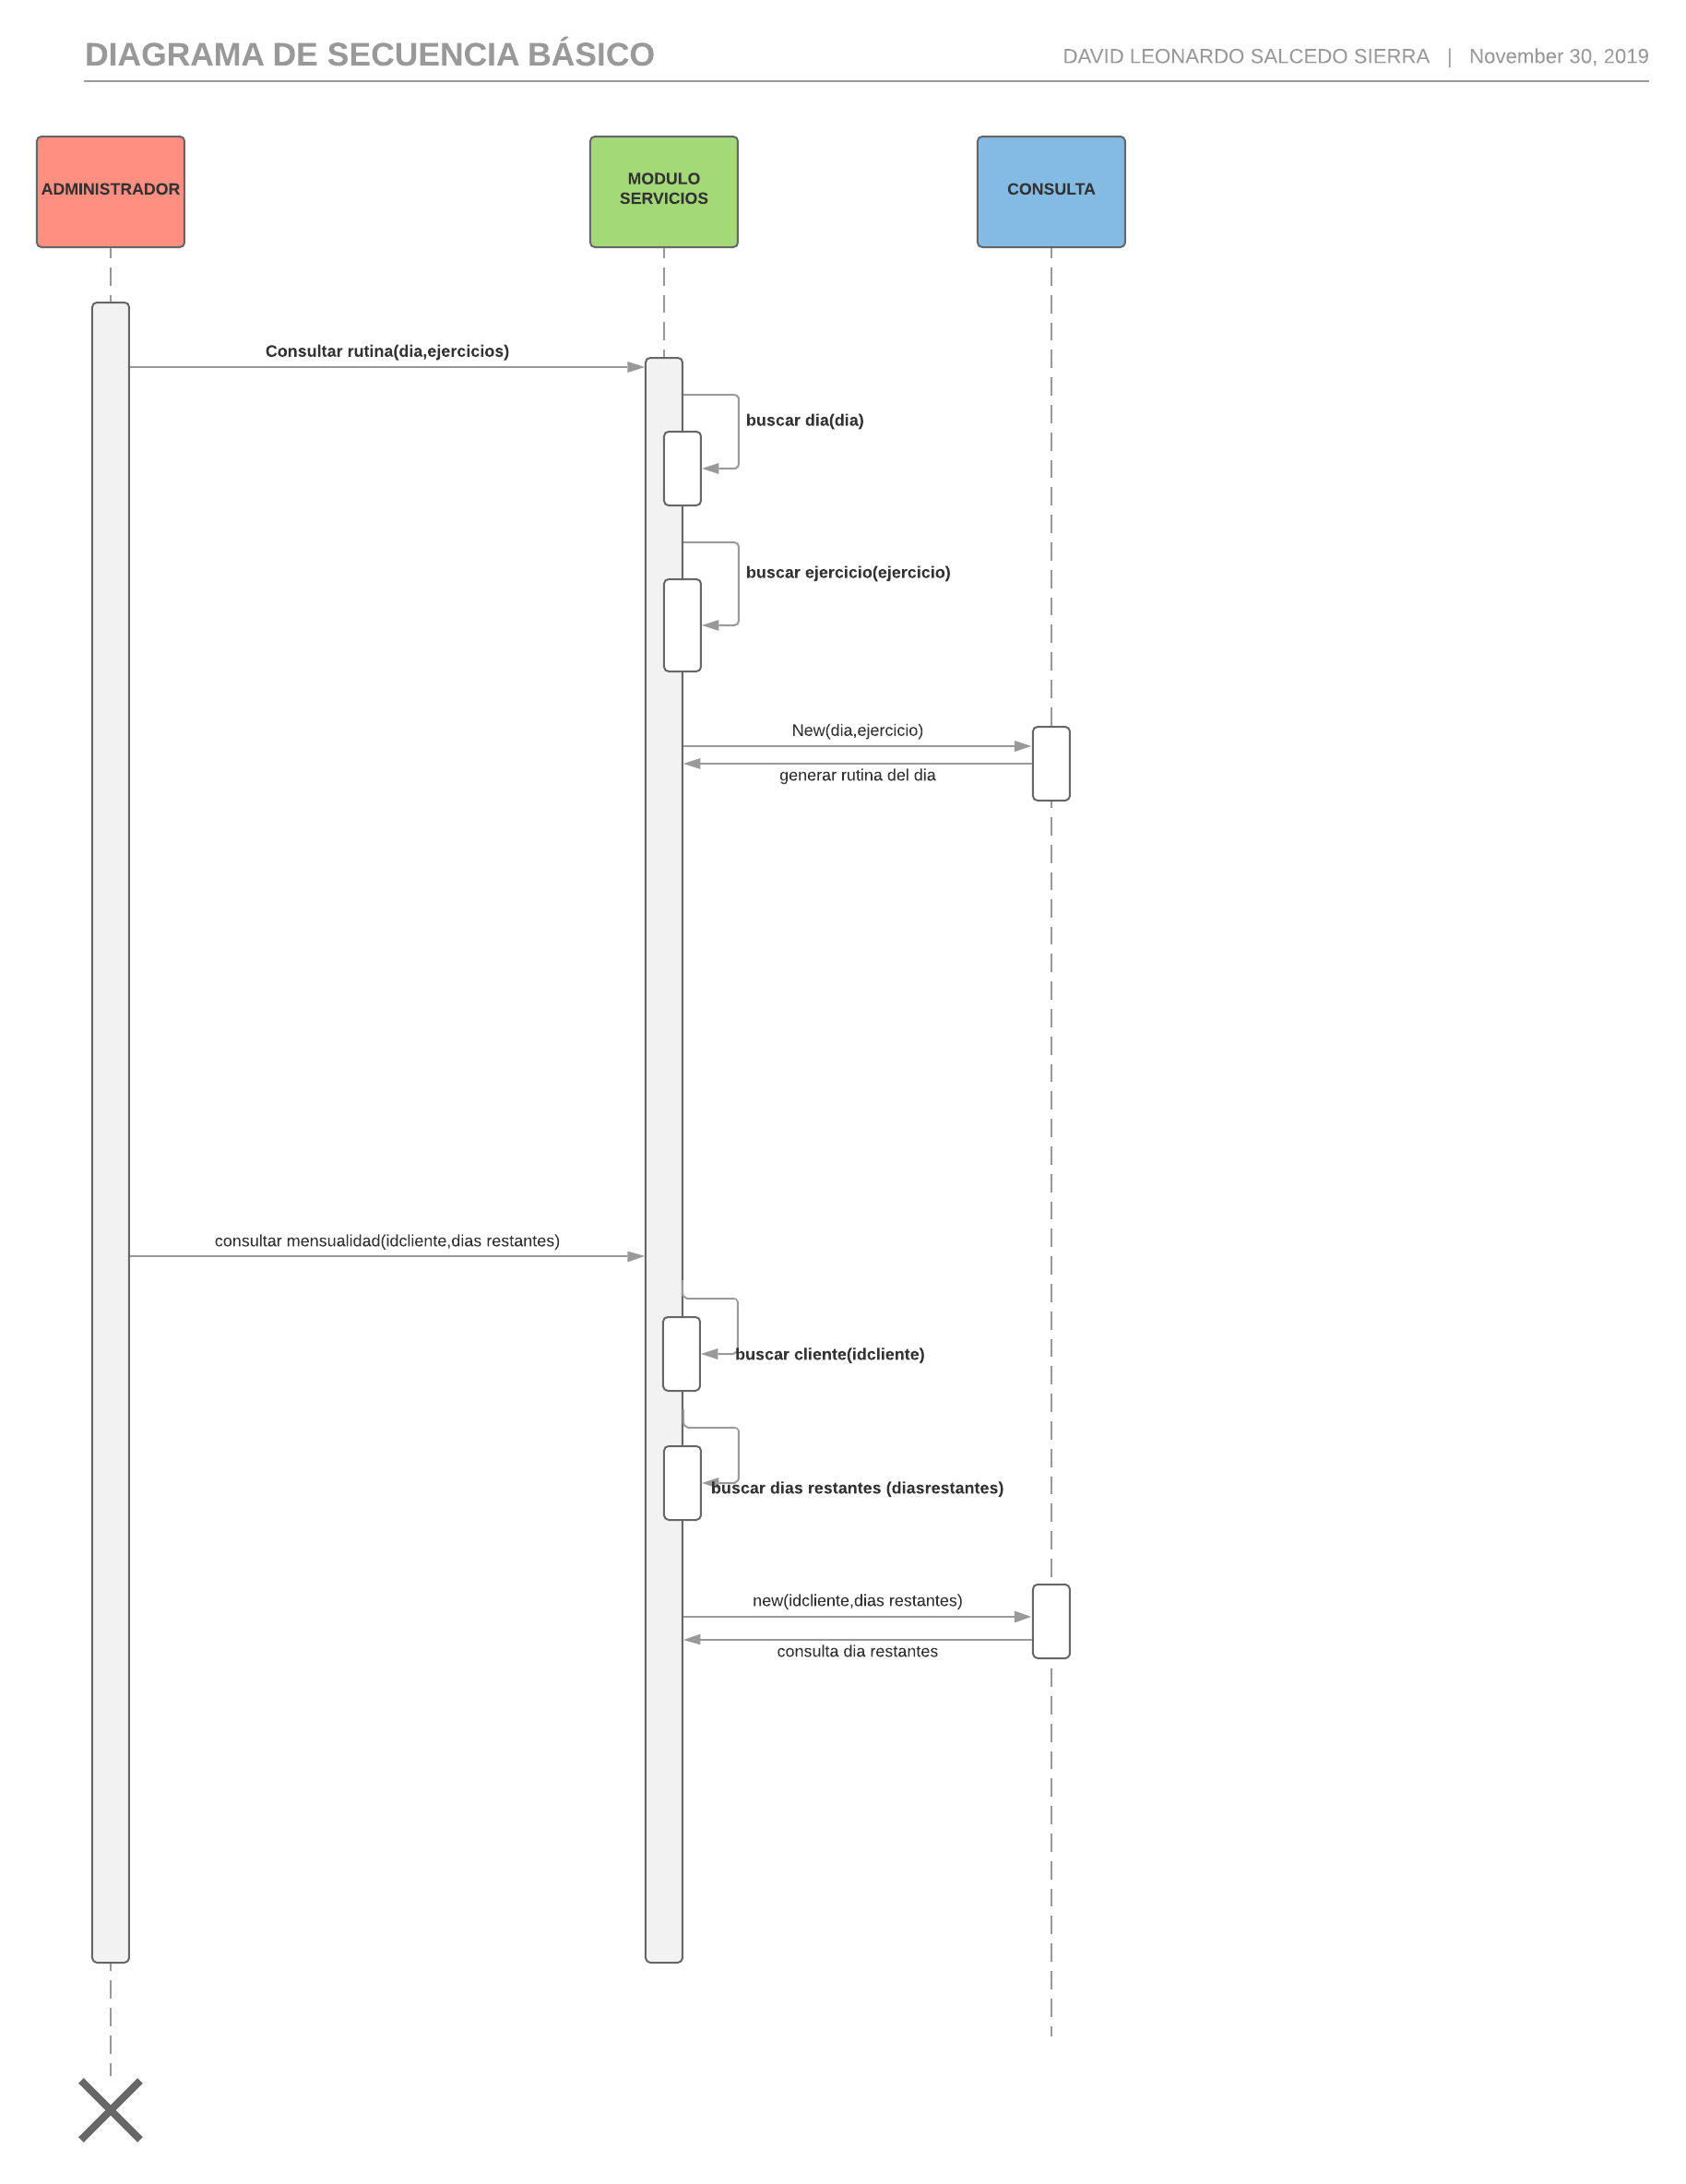 DIAGRAMA DE SECUENCIA BÁSICO
DAVID LEONARDO SALCEDO SIERRA | November 30, 2019
ADMINISTRADOR
MODULO
SERVICIOS
CONSULTA
Consultar rutina(dia,ejercicios)
buscar dia(dia)
buscar ejercicio(ejercicio)
New(dia,ejercicio)
generar rutina del dia
consultar mensualidad(idcliente,dias restantes)
buscar cliente(idcliente)
buscar dias restantes (diasrestantes)
new(idcliente,dias restantes)
consulta dia restantes